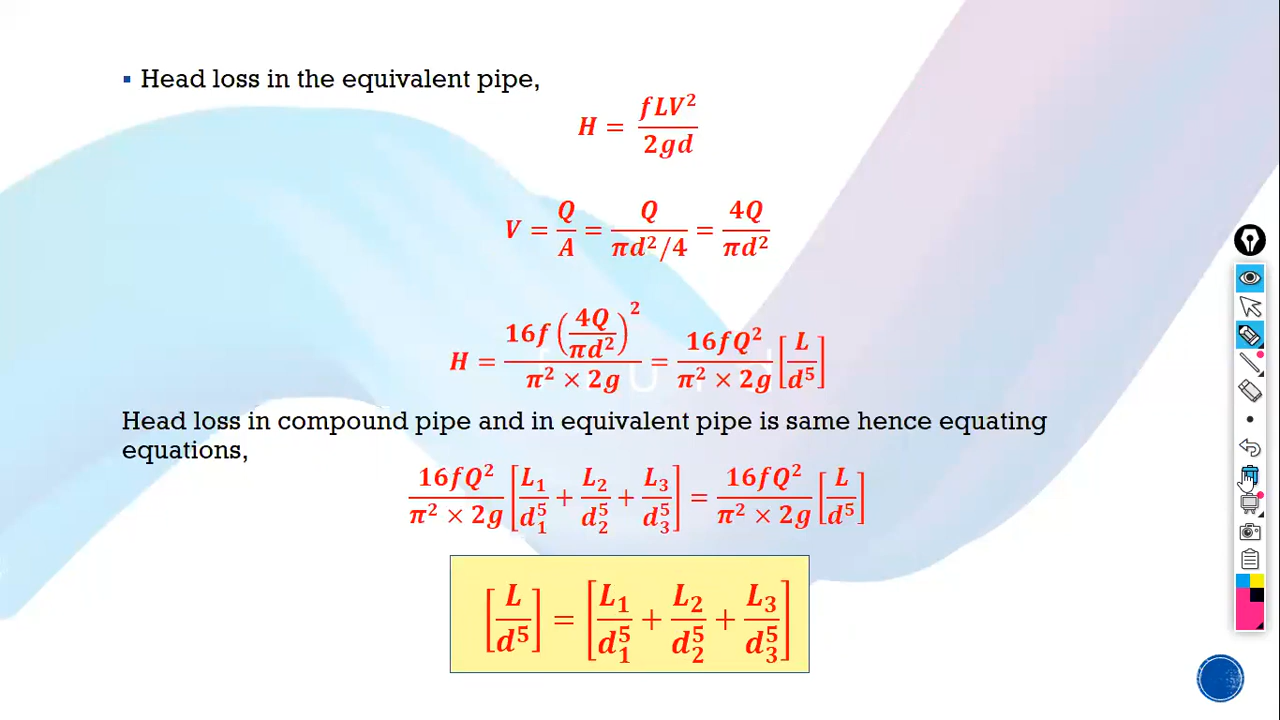 ▪ Head loss in the equivalent pipe,
H = fLV²/2gd
V = Q/A = Q/πd²/4 = 4Q/πd²
H = 16f(4Q/πd²)²/π² × 2g = 16fQ²/π² × 2g [L/d⁵]
Head loss in compound pipe and in equivalent pipe is same hence equating
equations,
16fQ²/π² × 2g [L₁/d₁⁵ + L₂/d₂⁵ + L₃/d₃⁵] = 16fQ²/π² × 2g [L/d⁵]
[L/d⁵] = [L₁/d₁⁵ + L₂/d₂⁵ + L₃/d₃⁵]